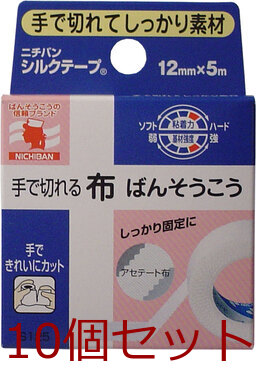 手で切れてしっかり素材
ニチバン
シルクテープ®
12mm×5m
ばんそうこうの
信頼ブランド
NICHIBAN
ソフト 粘着力 ハード
弱 基材強度 強
手で切れる 布 ばんそうこう
しっかり固定に
手で
きれいにカット
アセテート布
10個セット